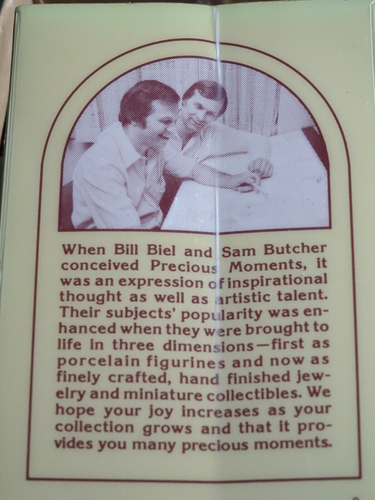 When Bill Biel and Sam Butcher
conceived Precious Moments, it
was an expression of inspirational
thought as well as artistic talent.
Their subjects' popularity was en-
hanced when they were brought to
life in three dimensions—first as
porcelain figurines and now as
finely crafted, hand finished jew-
elry and miniature collectibles. We
hope your joy increases as your
collection grows and that it pro-
vides you many precious moments.